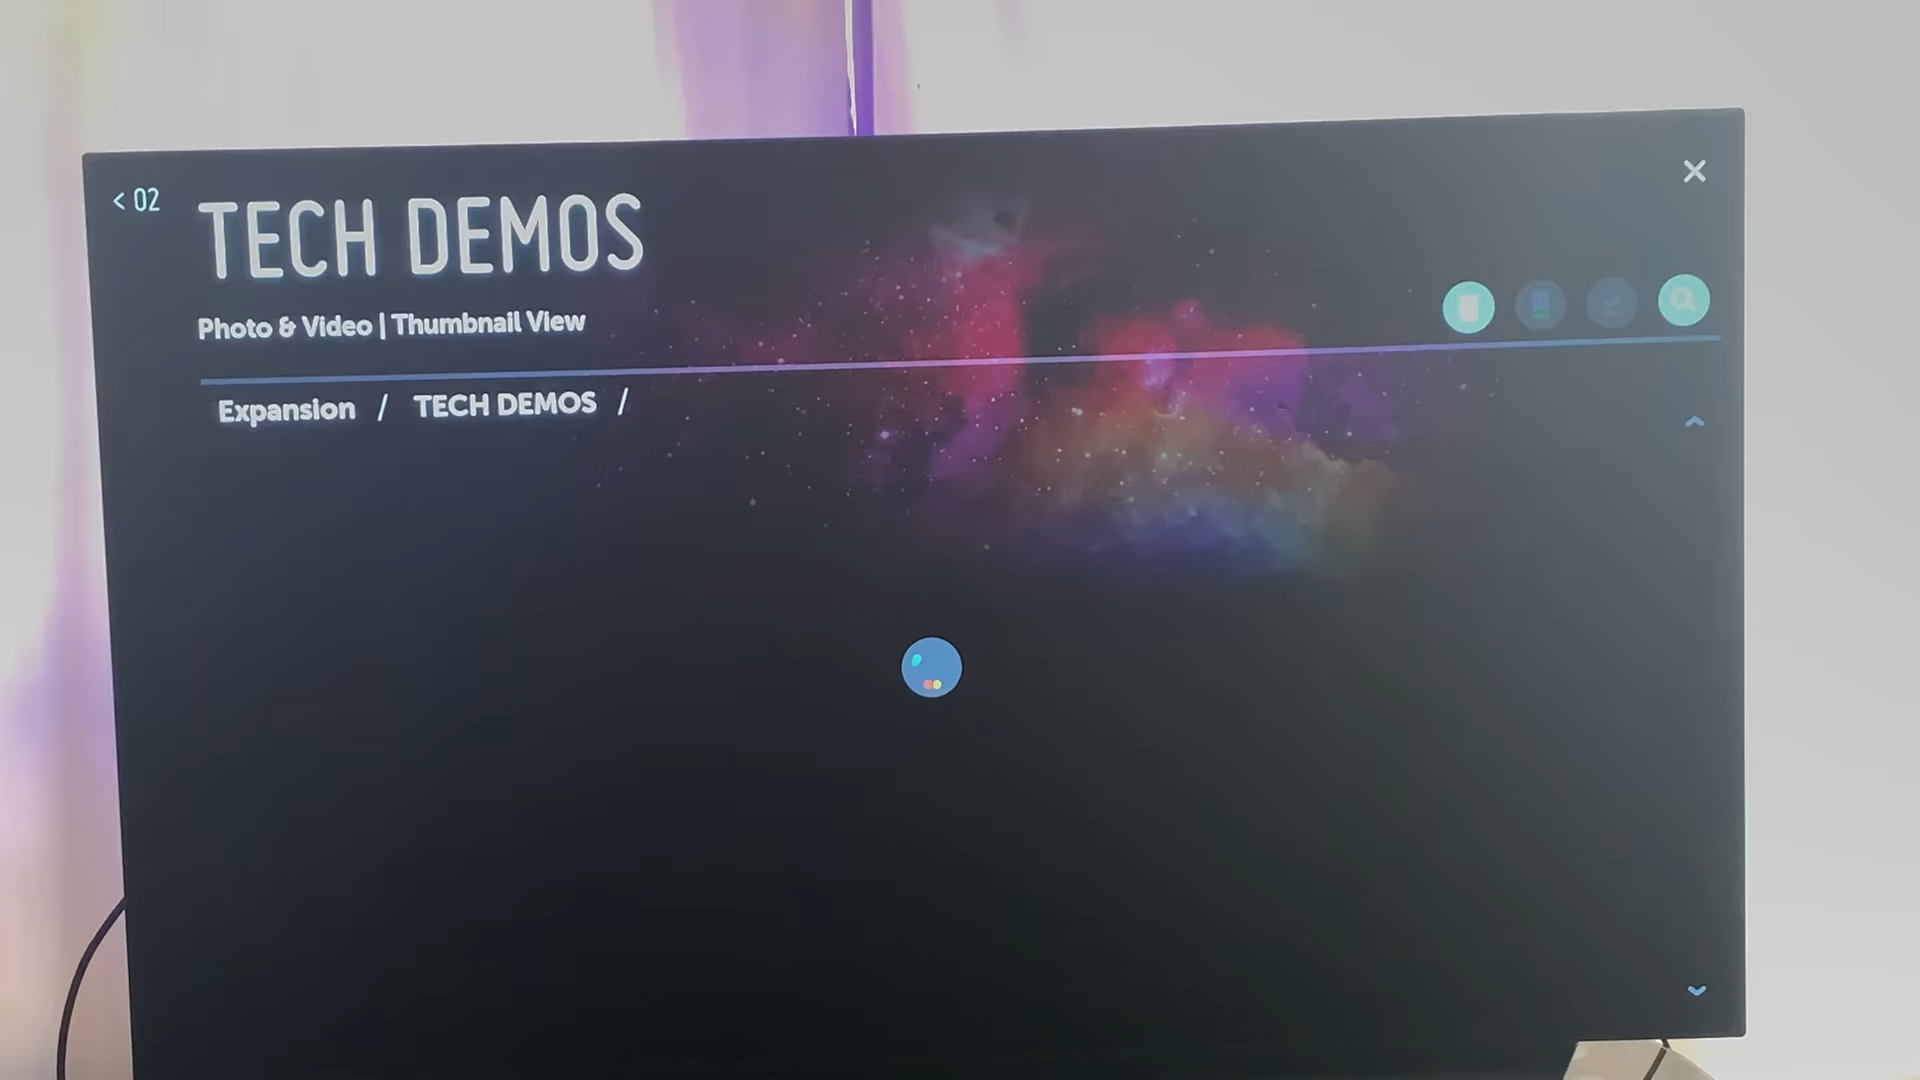 < 02
TECH DEMOS
Photo & Video | Thumbnail View
Expansion / TECH DEMOS /